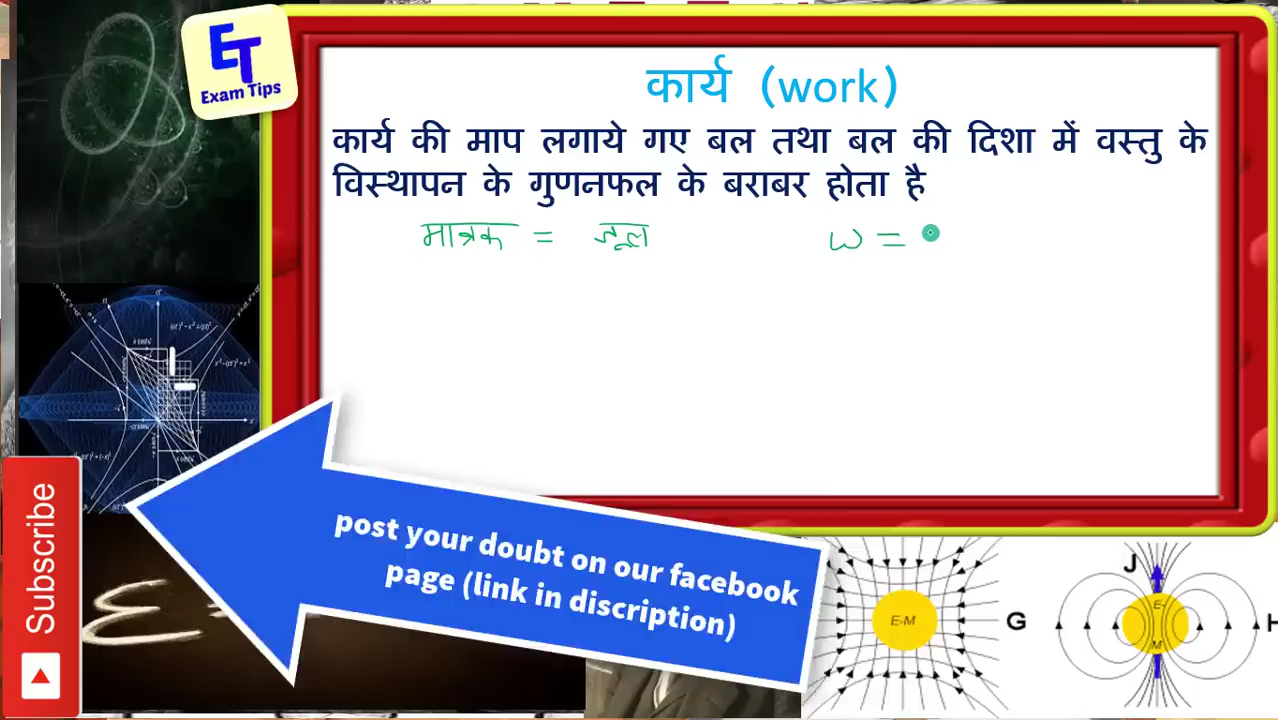 ET
Exam Tips
कार्य (work)
कार्य की माप लगाये गए बल तथा बल की दिशा में वस्तु के
विस्थापन के गुणनफल के बराबर होता है
मात्रक = जूल
W =
Subscribe
post your doubt on our facebook
page (link in discription)
E-M
G
J
E-
M
H